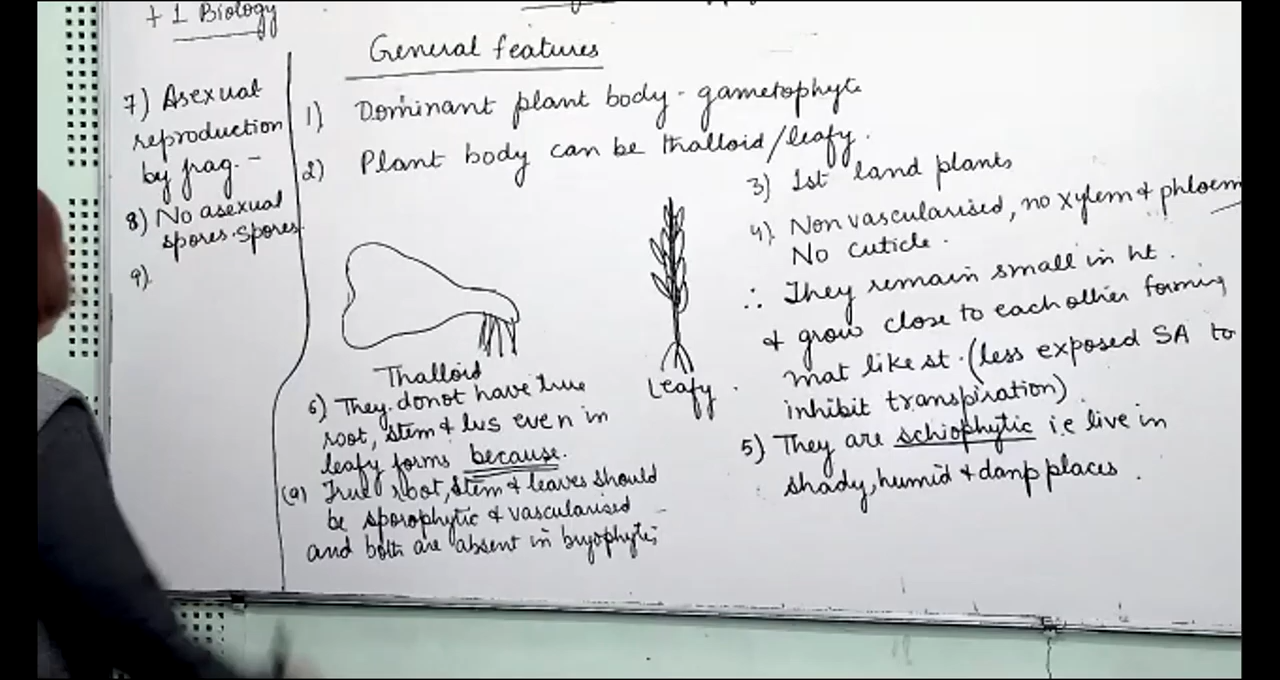 + 1 Biology
General features
1) Dominant plant body - gametophyte
2) Plant body can be thalloid/leafy.
Thalloid
Leafy.
3) 1st land plants
4) Non vascularised, no xylem & phloem
No cuticle.
∴ They remain small in ht.
& grow close to each other forming
mat like st. (less exposed SA to
inhibit transpiration)
5) They are schiophytic i.e live in
shady, humid & damp places.
6) They donot have true
root, stem & lvs even in
leafy forms because.
(a) True root, stem & leaves should
be sporophytic & vascularised
and both are absent in bryophytes
7) Asexual
reproduction
by frag. -
8) No asexual
spores. Spores
9).